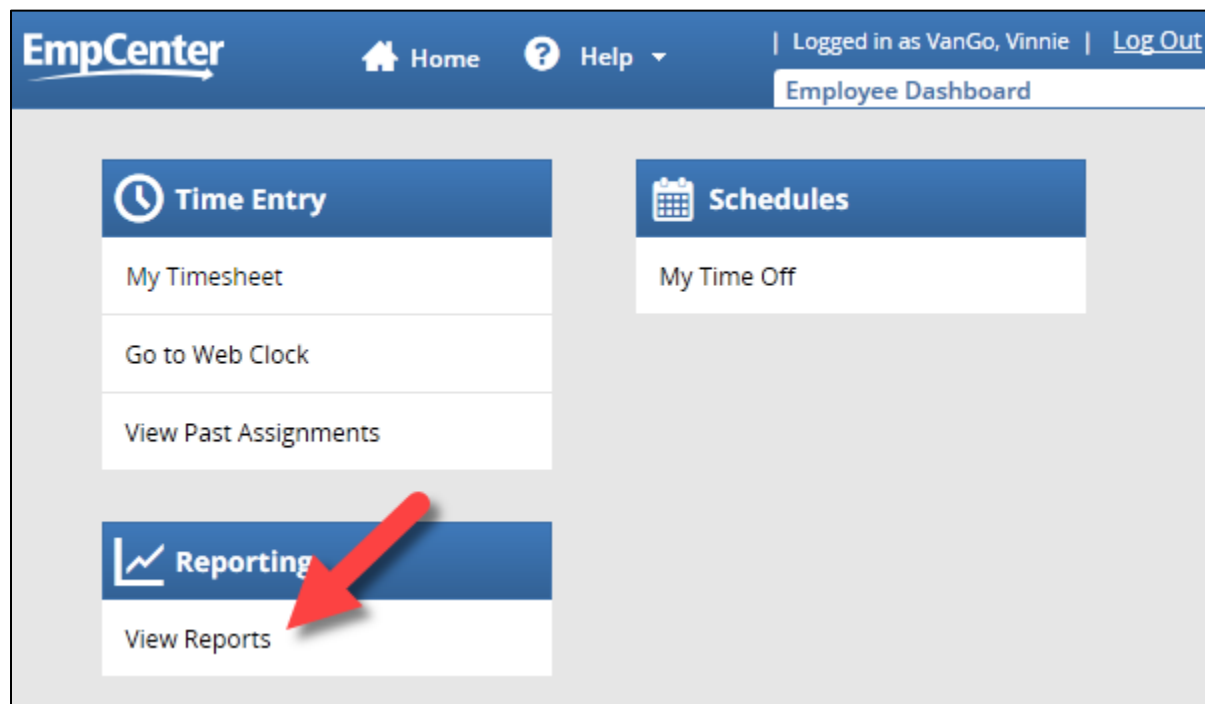 EmpCenter
Home
? Help
| Logged in as VanGo, Vinnie | Log Out
Employee Dashboard
Time Entry
My Timesheet
Go to Web Clock
View Past Assignments
Schedules
My Time Off
Reporting
View Reports